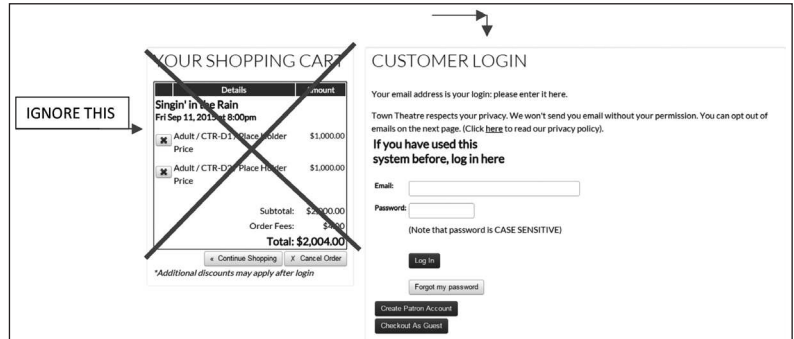 YOUR SHOPPING CART
Details Amount
Singin' in the Rain
Fri Sep 11, 2015 at 8:00pm
Adult / CTR-D1 / Place Holder $1,000.00
Price
Adult / CTR-D2 / Place Holder $1,000.00
Price
Subtotal: $2,000.00
Order Fees: $4.00
Total: $2,004.00
« Continue Shopping X Cancel Order
*Additional discounts may apply after
login
IGNORE THIS
CUSTOMER LOGIN
Your email address is your login: please enter it here.
Town Theatre respects your privacy. We won't send you email without your permission. You can opt out of
emails on the next page. (Click here to read our privacy policy).
If you have used this
system before, log in here
Email:
Password:
(Note that password is CASE SENSITIVE)
Log In
Forgot my password
Create Patron Account
Checkout As Guest